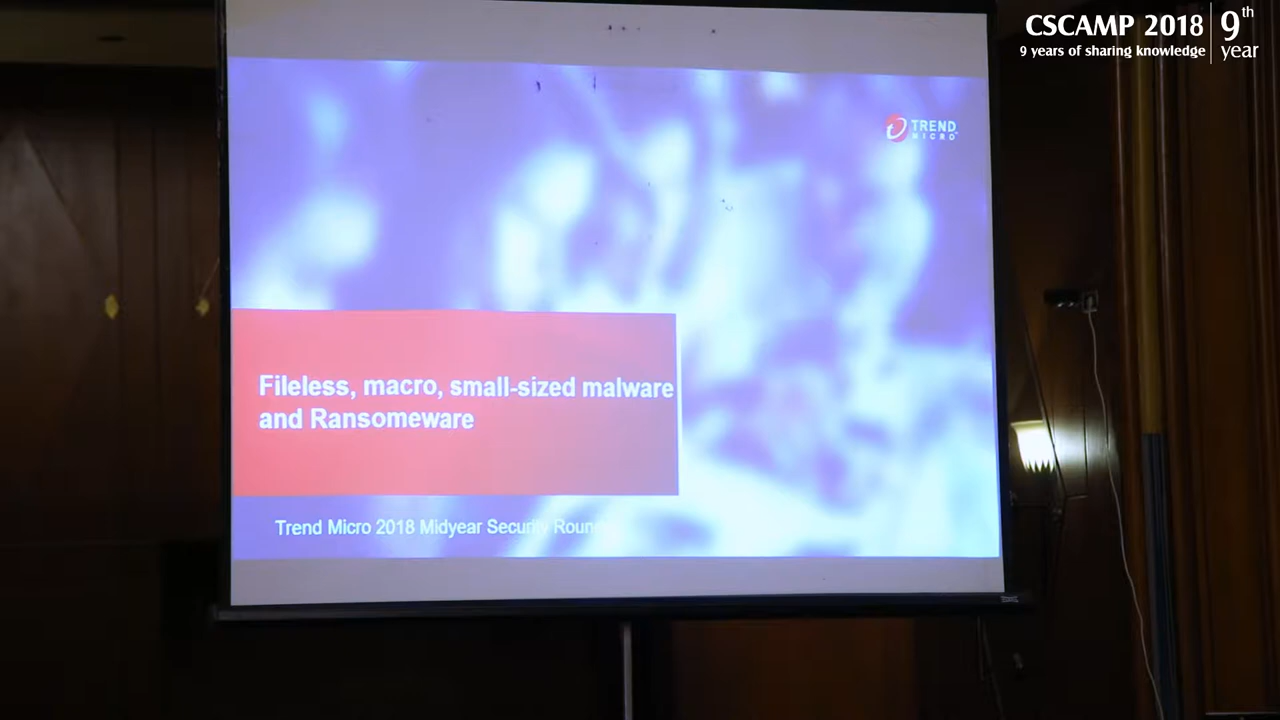 CSCAMP 2018 9th
9 years of sharing knowledge year
TREND
MICRO
Fileless, macro, small-sized malware
and Ransomeware
Trend Micro 2018 Midyear Security